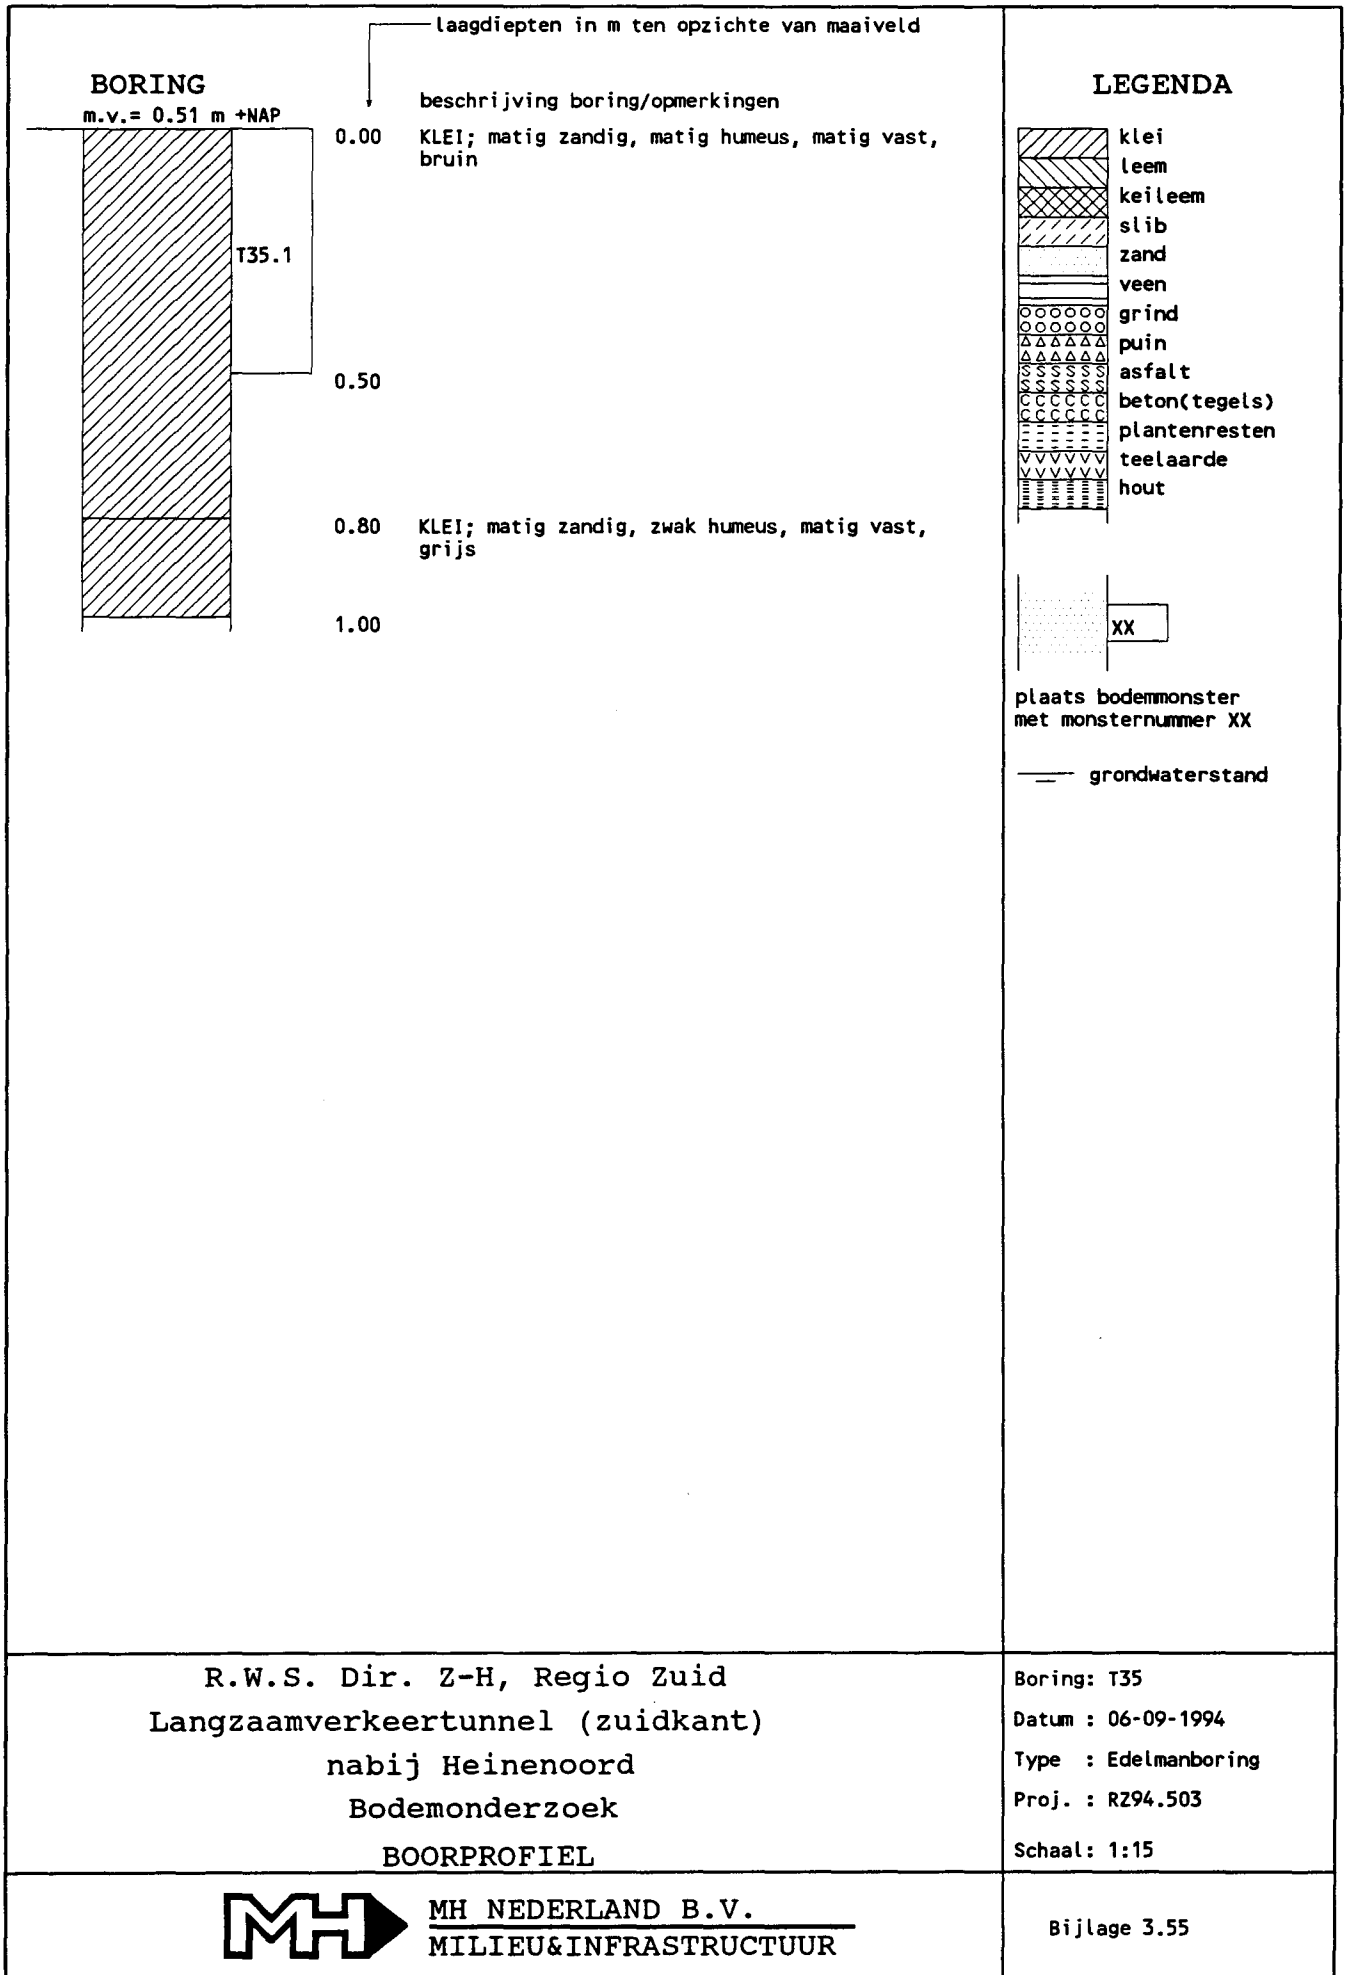 laagdiepten in m ten opzichte van maaiveld
BORING
m.v.= 0.51 m +NAP
beschrijving boring/opmerkingen
0.00 KLEI; matig zandig, matig humeus, matig vast,
bruin
T35.1
0.50
0.80 KLEI; matig zandig, zwak humeus, matig vast,
grijs
1.00
LEGENDA
klei
leem
keileem
slib
zand
veen
grind
puin
asfalt
beton(tegels)
plantenresten
teelaarde
hout
XX
plaats bodemmonster
met monsternummer XX
grondwaterstand
R.W.S. Dir. Z-H, Regio Zuid
Langzaamverkeertunnel (zuidkant)
nabij Heinenoord
Bodemonderzoek
BOORPROFIEL
Boring: T35
Datum : 06-09-1994
Type : Edelmanboring
Proj. : RZ94.503
Schaal: 1:15
MH
MH NEDERLAND B.V.
MILIEU&INFRASTRUCTUUR
Bijlage 3.55